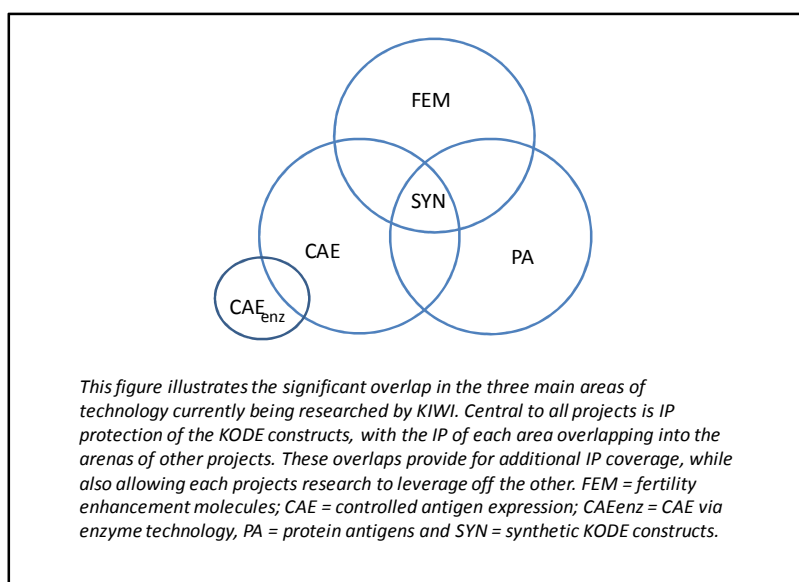 FEM
SYN
CAE
PA
CAEenz
This figure illustrates the significant overlap in the three main areas of
technology currently being researched by KIWI. Central to all projects is IP
protection of the KODE constructs, with the IP of each area overlapping into the
arenas of other projects. These overlaps provide for additional IP coverage, while
also allowing each projects research to leverage off the other. FEM = fertility
enhancement molecules; CAE = controlled antigen expression; CAEenz = CAE via
enzyme technology, PA = protein antigens and SYN = synthetic KODE constructs.